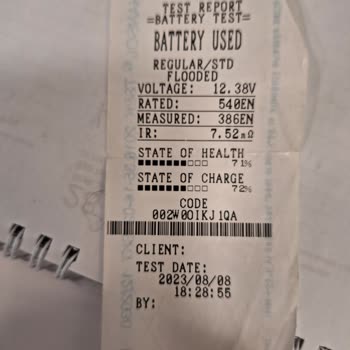 TEST REPORT
=BATTERY TEST=
BATTERY USED
REGULAR/STD
FLOODED
VOLTAGE: 12.38V
RATED: 540EN
MEASURED: 386EN
IR: 7.52mΩ
STATE OF HEALTH
71%
STATE OF CHARGE
72%
CODE
002W0OIKJ1QA
CLIENT:
TEST DATE:
2023/08/08
18:28:55
BY: